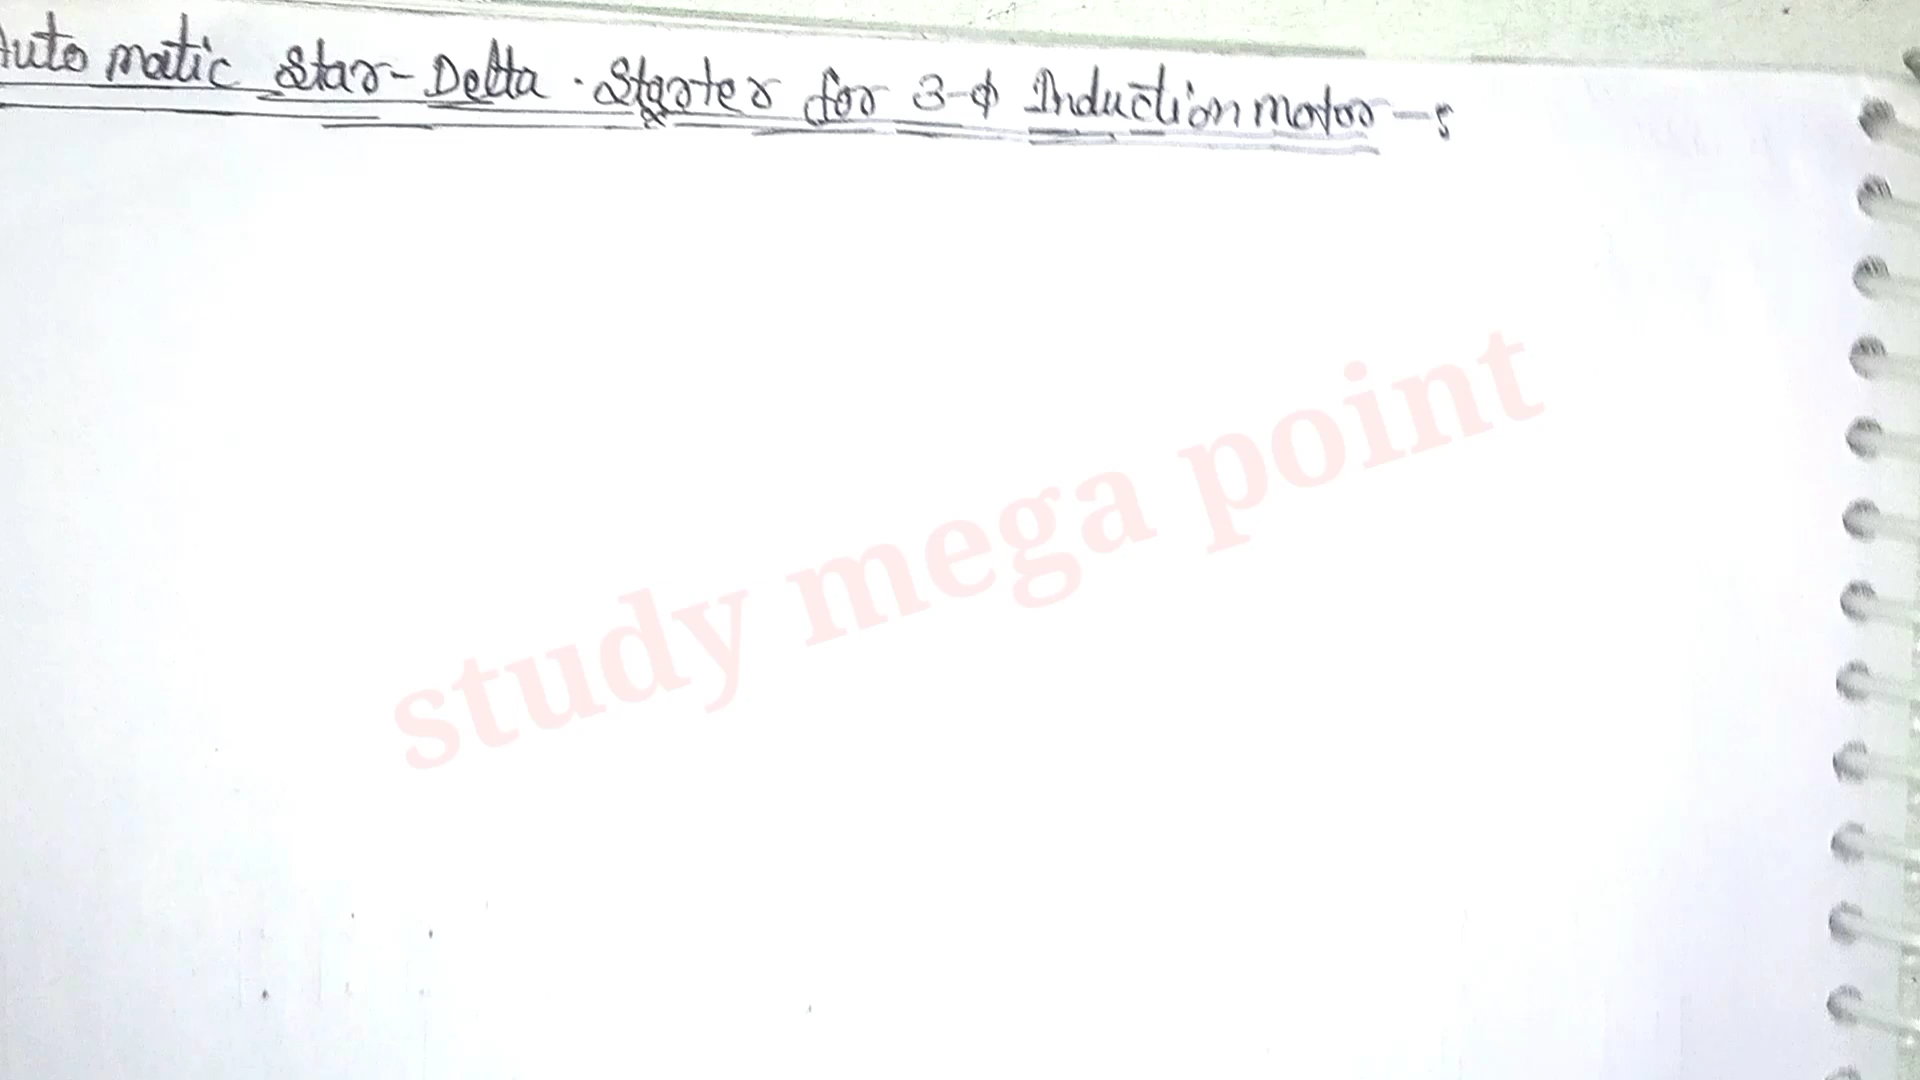 Automatic Star-Delta Starter for 3-ϕ Induction motor -:
study mega point